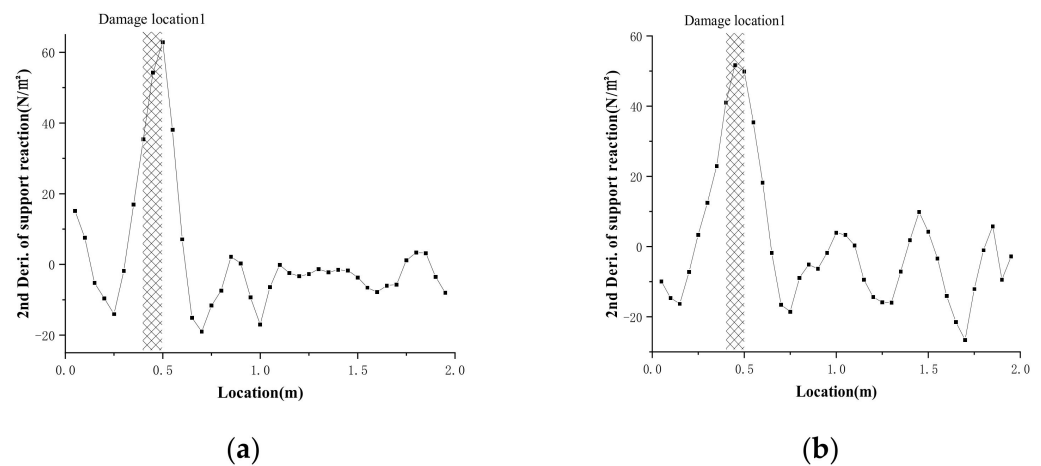 Damage location1
60
40
20
0
-20
0.0 0.5 1.0 1.5 2.0
2nd Deri. of support reaction(N/㎡)
Location(m)
(a)
Damage location1
60
40
20
0
-20
0.0 0.5 1.0 1.5 2.0
2nd Deri. of support reaction(N/㎡)
Location(m)
(b)